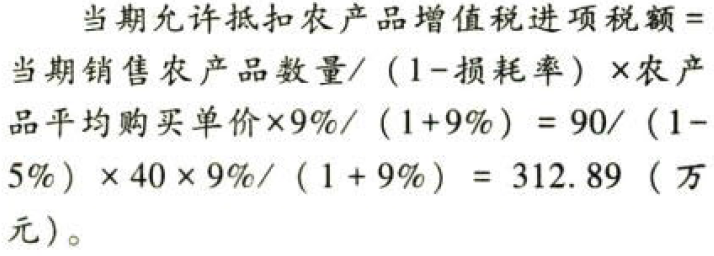 当期允许抵扣农产品增值税进项税额=
当期销售农产品数量/（1-损耗率）×农产
品平均购买单价×9%/（1+9%）= 90/（1-
5%）× 40 × 9%/（1 + 9%）= 312.89（万
元）。